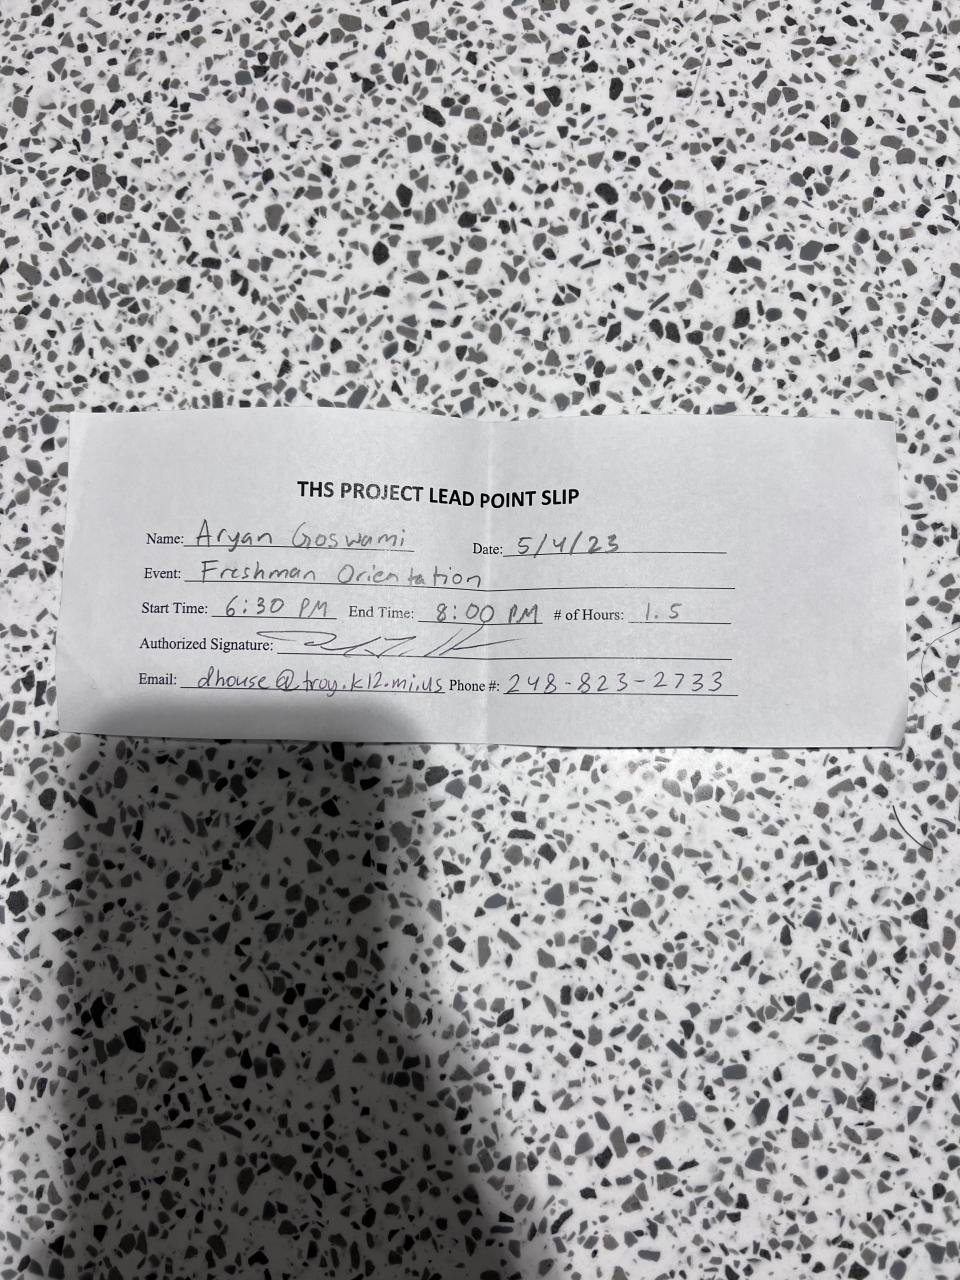 THS PROJECT LEAD POINT SLIP
Name: Aryan Goswami Date: 5/4/23
Event: Freshman Orientation
Start Time: 6:30 PM End Time: 8:00 PM # of Hours: 1.5
Authorized Signature:
Email: dhouse@troy.k12.mi.us Phone #: 248-823-2733